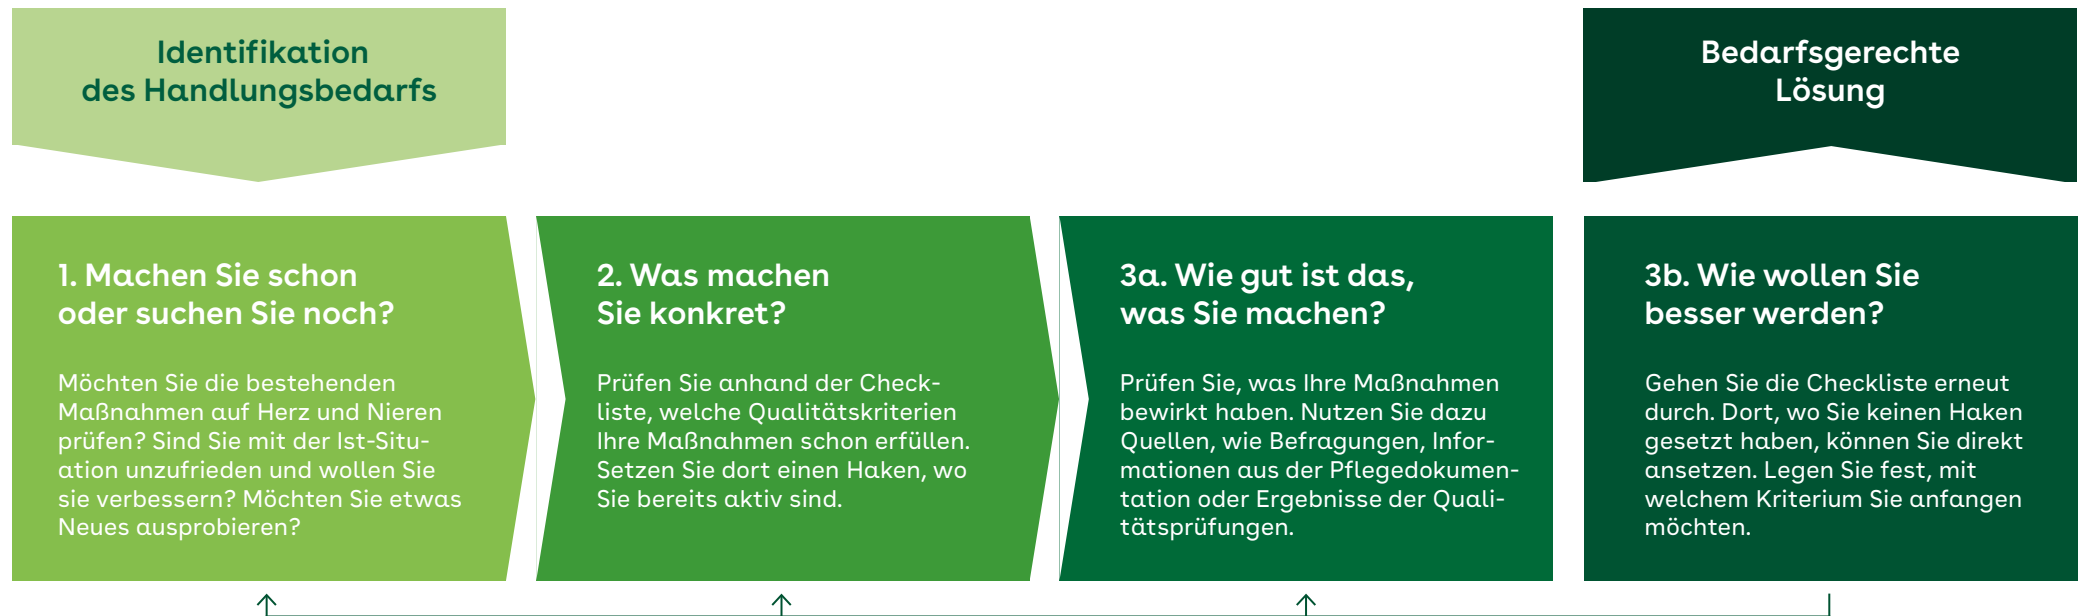 Identifikation
des Handlungsbedarfs
Bedarfsgerechte
Lösung
1. Machen Sie schon
oder suchen Sie noch?
Möchten Sie die bestehenden
Maßnahmen auf Herz und Nieren
prüfen? Sind Sie mit der Ist-Situ-
ation unzufrieden und wollen Sie
sie verbessern? Möchten Sie etwas
Neues ausprobieren?
2. Was machen
Sie konkret?
Prüfen Sie anhand der Check-
liste, welche Qualitätskriterien
Ihre Maßnahmen schon erfüllen.
Setzen Sie dort einen Haken, wo
Sie bereits aktiv sind.
3a. Wie gut ist das,
was Sie machen?
Prüfen Sie, was Ihre Maßnahmen
bewirkt haben. Nutzen Sie dazu
Quellen, wie Befragungen, Infor-
mationen aus der Pflegedokumen-
tation oder Ergebnisse der Quali-
tätsprüfungen.
3b. Wie wollen Sie
besser werden?
Gehen Sie die Checkliste erneut
durch. Dort, wo Sie keinen Haken
gesetzt haben, können Sie direkt
ansetzen. Legen Sie fest, mit
welchem Kriterium Sie anfangen
möchten.